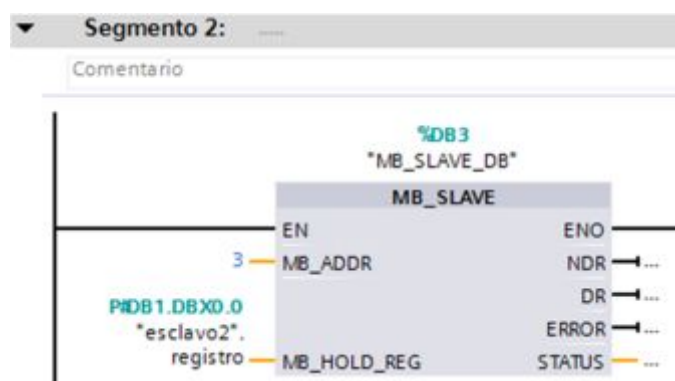 Segmento 2: .....
Comentario
%DB3
"MB_SLAVE_DB"
MB_SLAVE
EN ENO
3 MB_ADDR NDR ...
DR ...
P#DB1.DBX0.0
"esclavo2".
ERROR ...
registro MB_HOLD_REG STATUS ...